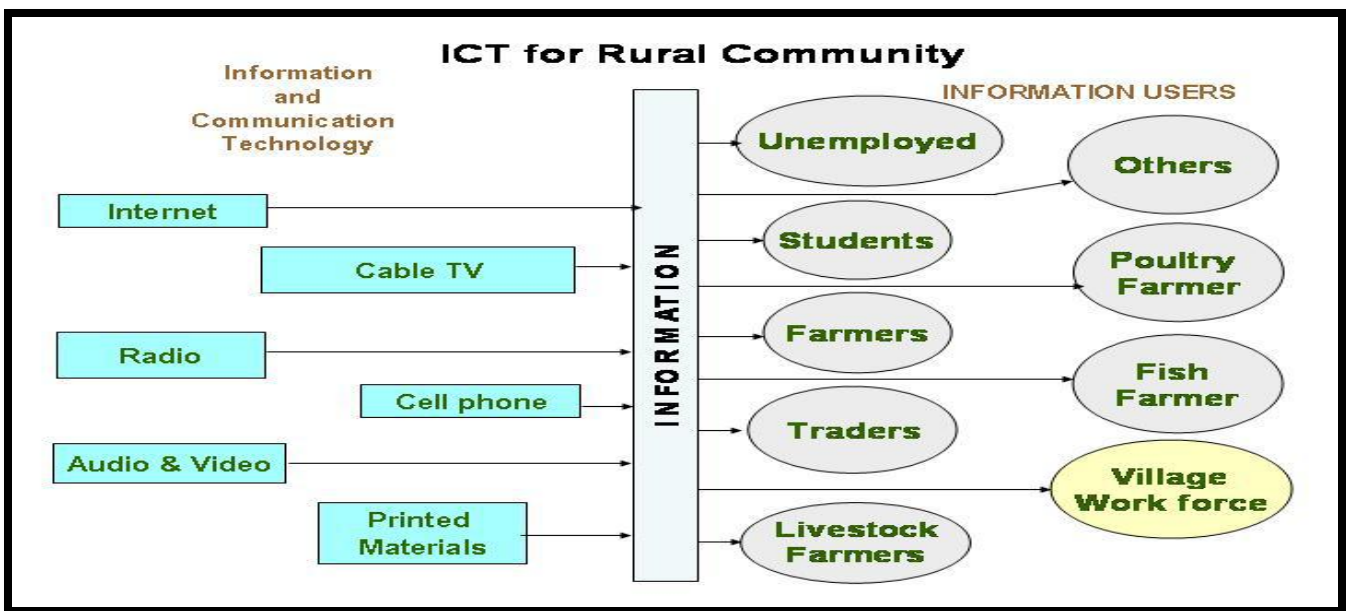 ICT for Rural Community
Information
and
Communication
Technology
INFORMATION USERS
Internet
Cable TV
Radio
Cell phone
Audio & Video
Printed
Materials
INFORMATION
Unemployed
Students
Farmers
Traders
Livestock
Farmers
Others
Poultry
Farmer
Fish
Farmer
Village
Work force